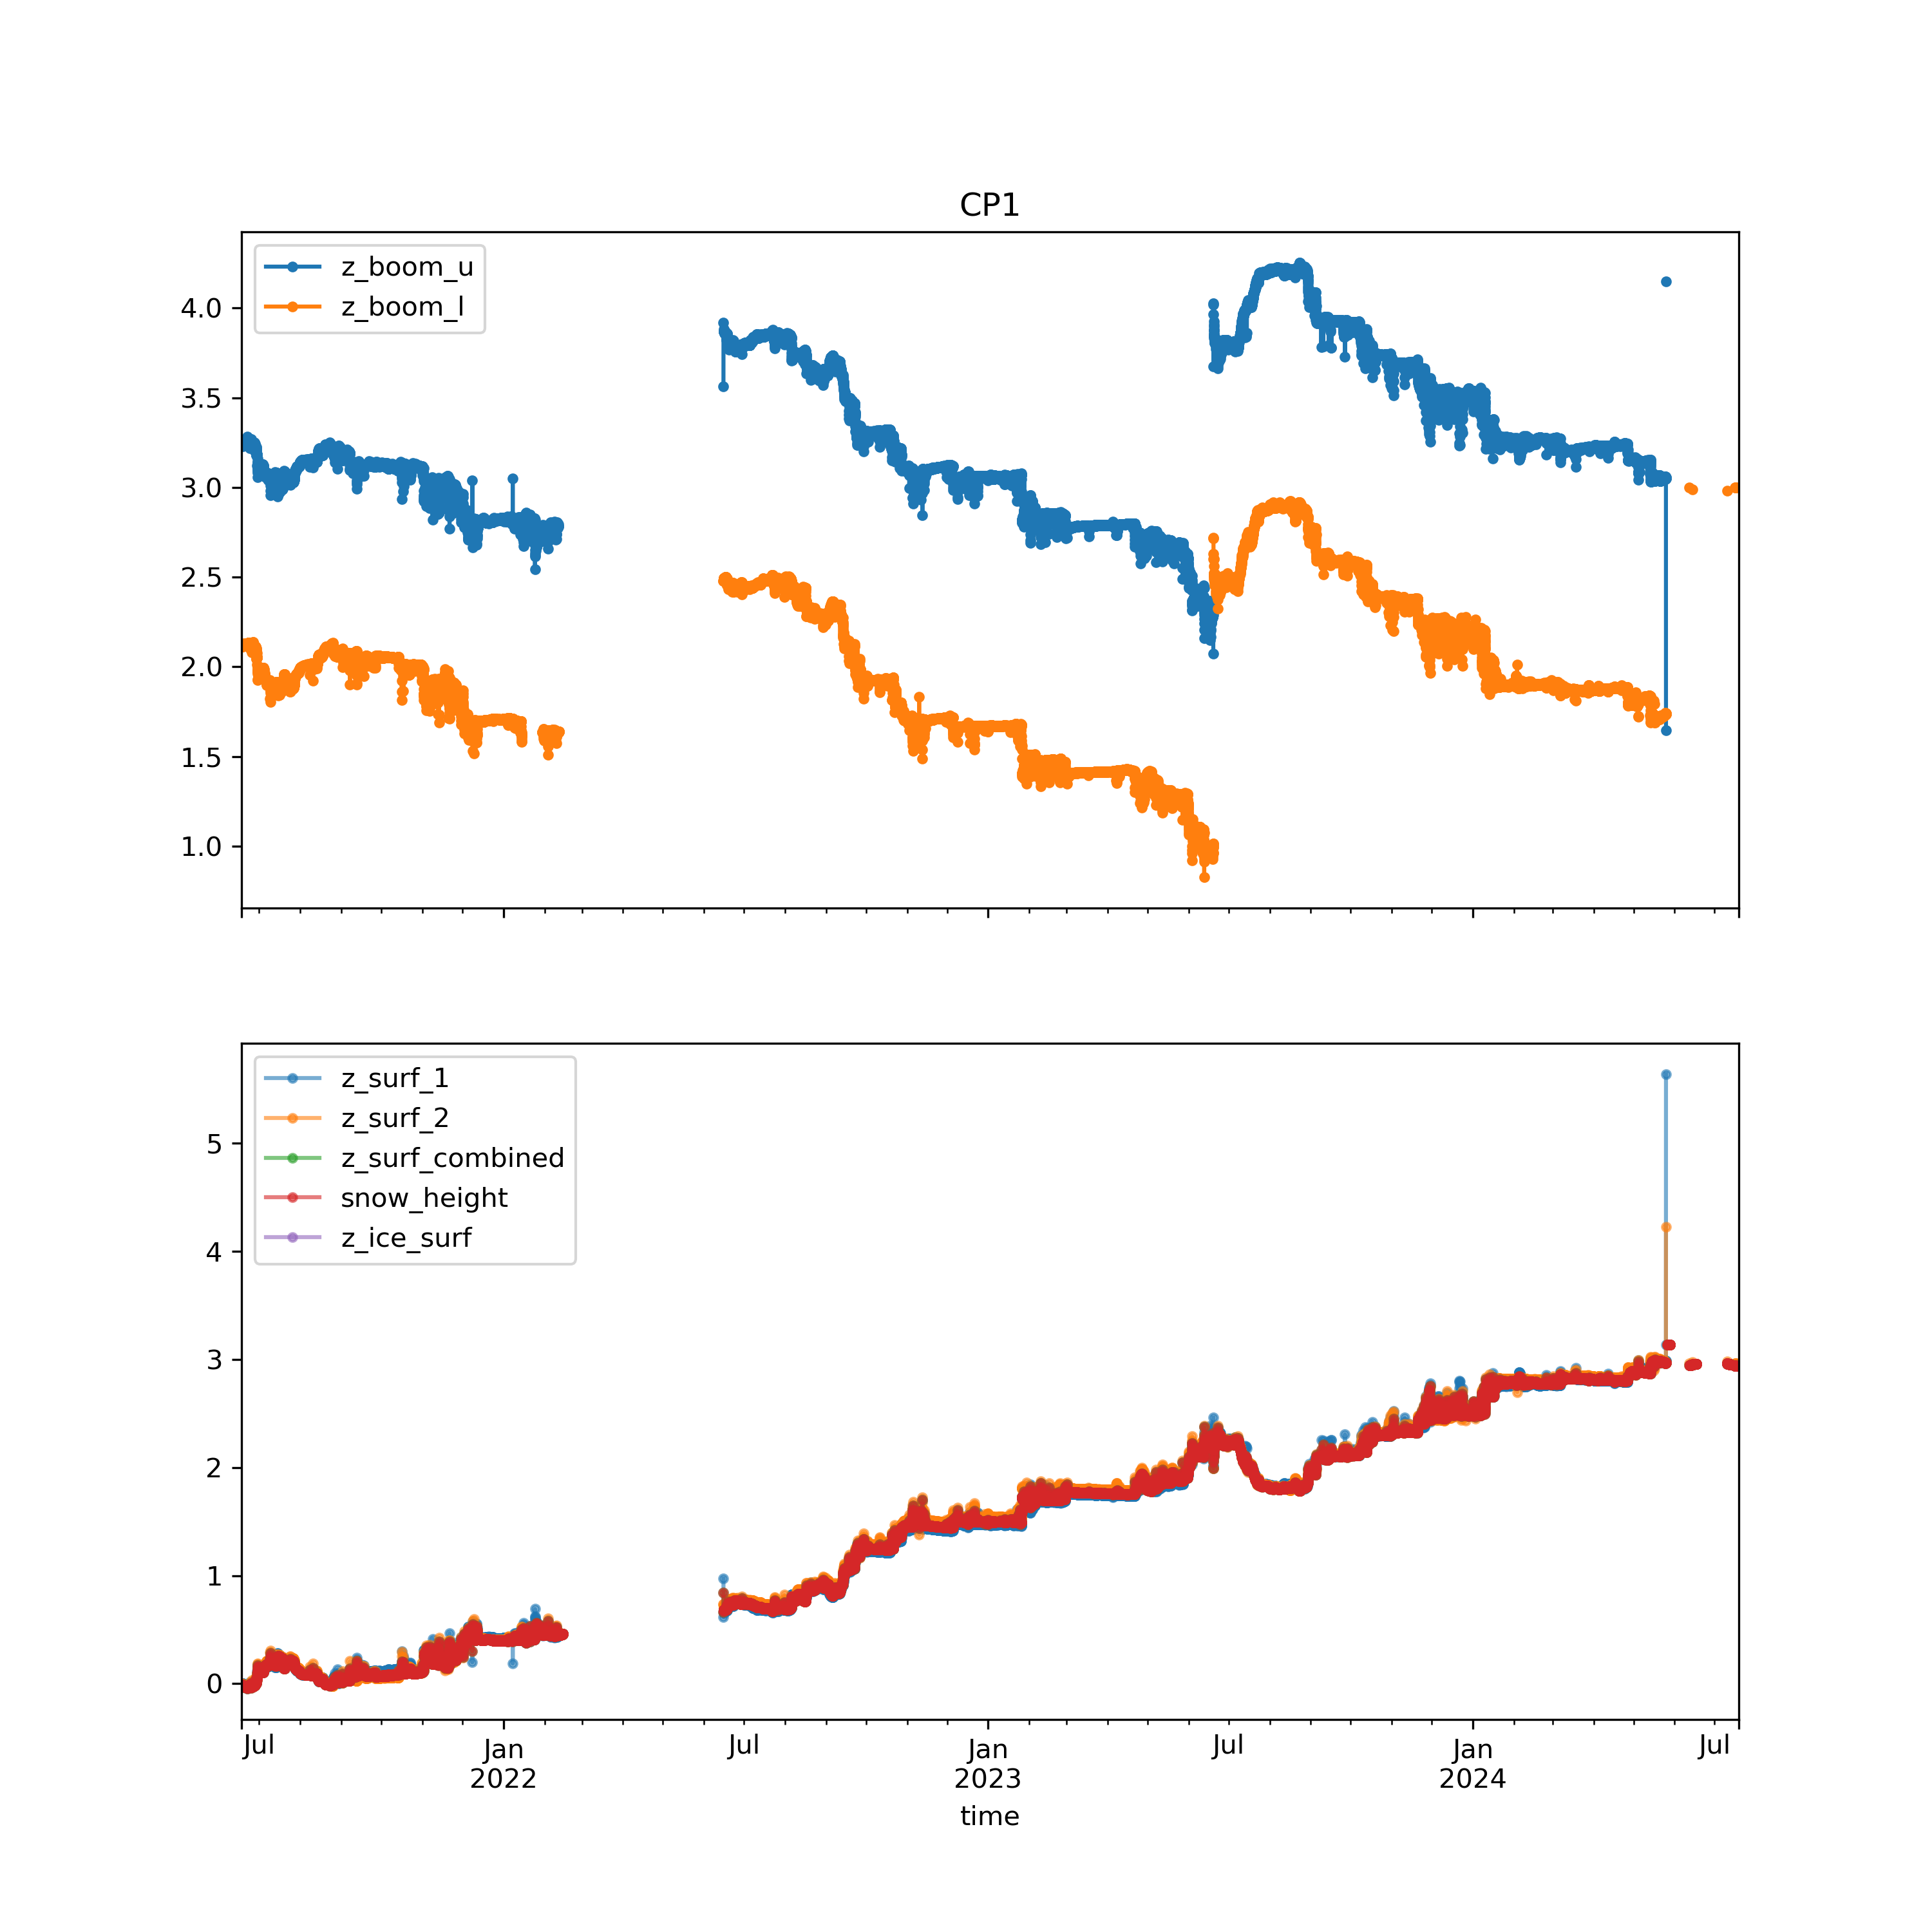 CP1
z_boom_u
z_boom_l
4.0
3.5
3.0
2.5
2.0
1.5
1.0
z_surf_1
z_surf_2
z_surf_combined
snow_height
z_ice_surf
5
4
3
2
1
0
Jul Jan Jul Jan Jul Jan Jul
2022 2023 2024
time